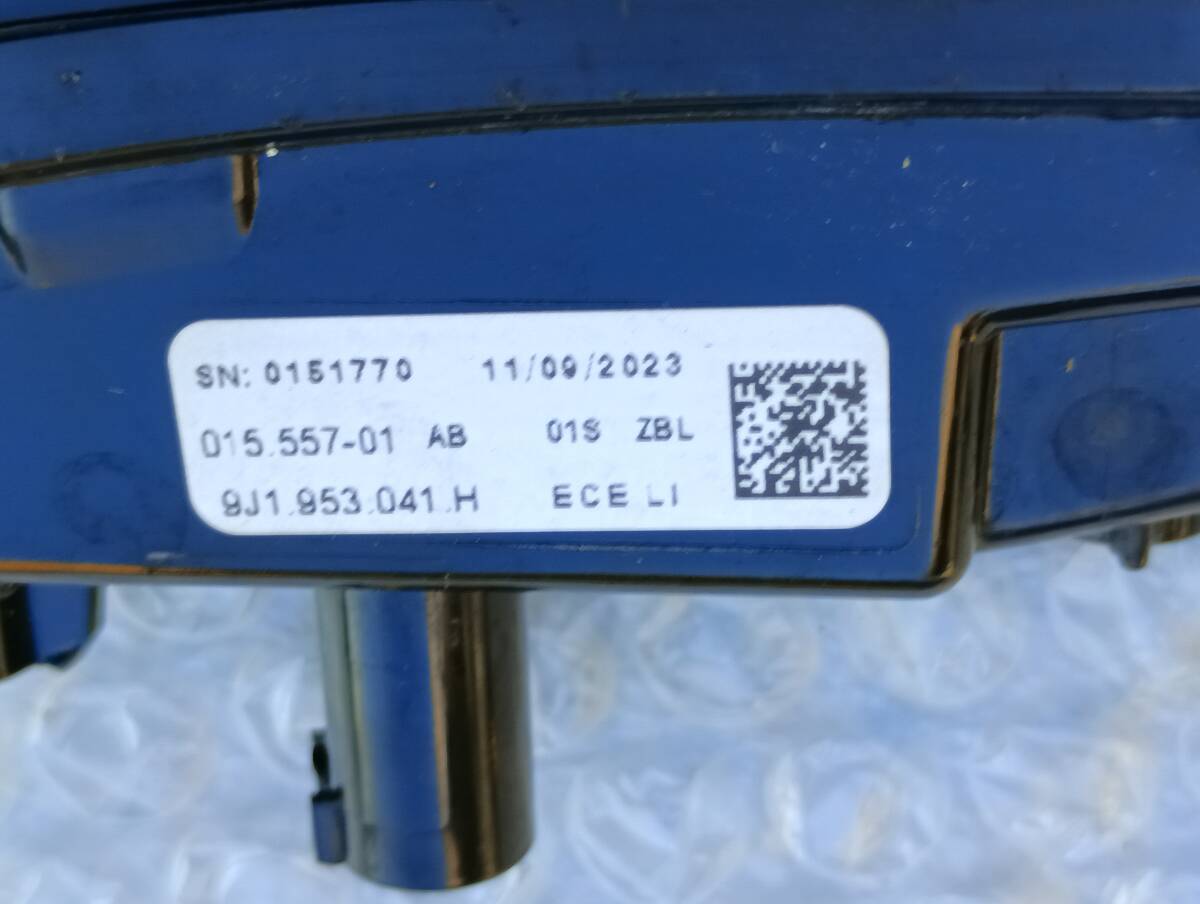 SN: 0151770 11/09/2023
015.557-01 AB 01S ZBL
9J1.953.041.H ECE LI